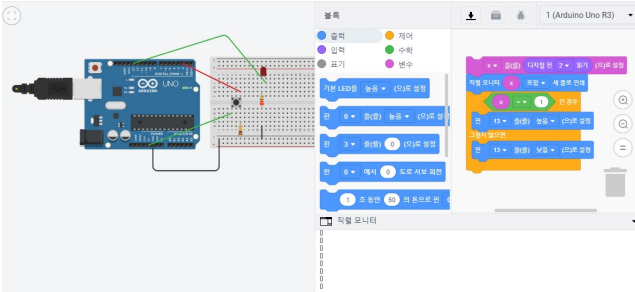 블록
1 (Arduino Uno R3)
출력
제어
입력
수학
표기
변수
기본 LED를 높음 (으)로 설정
핀 0 을(를) 높음 (으)로 설정
핀 3 을(를) 0 (으)로 설정
핀 0 에서 0 도로 서보 회전
1 초 동안 60 의 톤으로 핀 0
x 을(를) 디지털 핀 2 읽기 (으)로 설정
직렬 모니터 x 포함 새 줄로 인쇄
x = 1 인 경우
핀 13 을(를) 높음 (으)로 설정
그렇지 않으면
핀 13 을(를) 낮음 (으)로 설정
직렬 모니터
0
0
0
0
0
0
0
ARDUINO
UNO